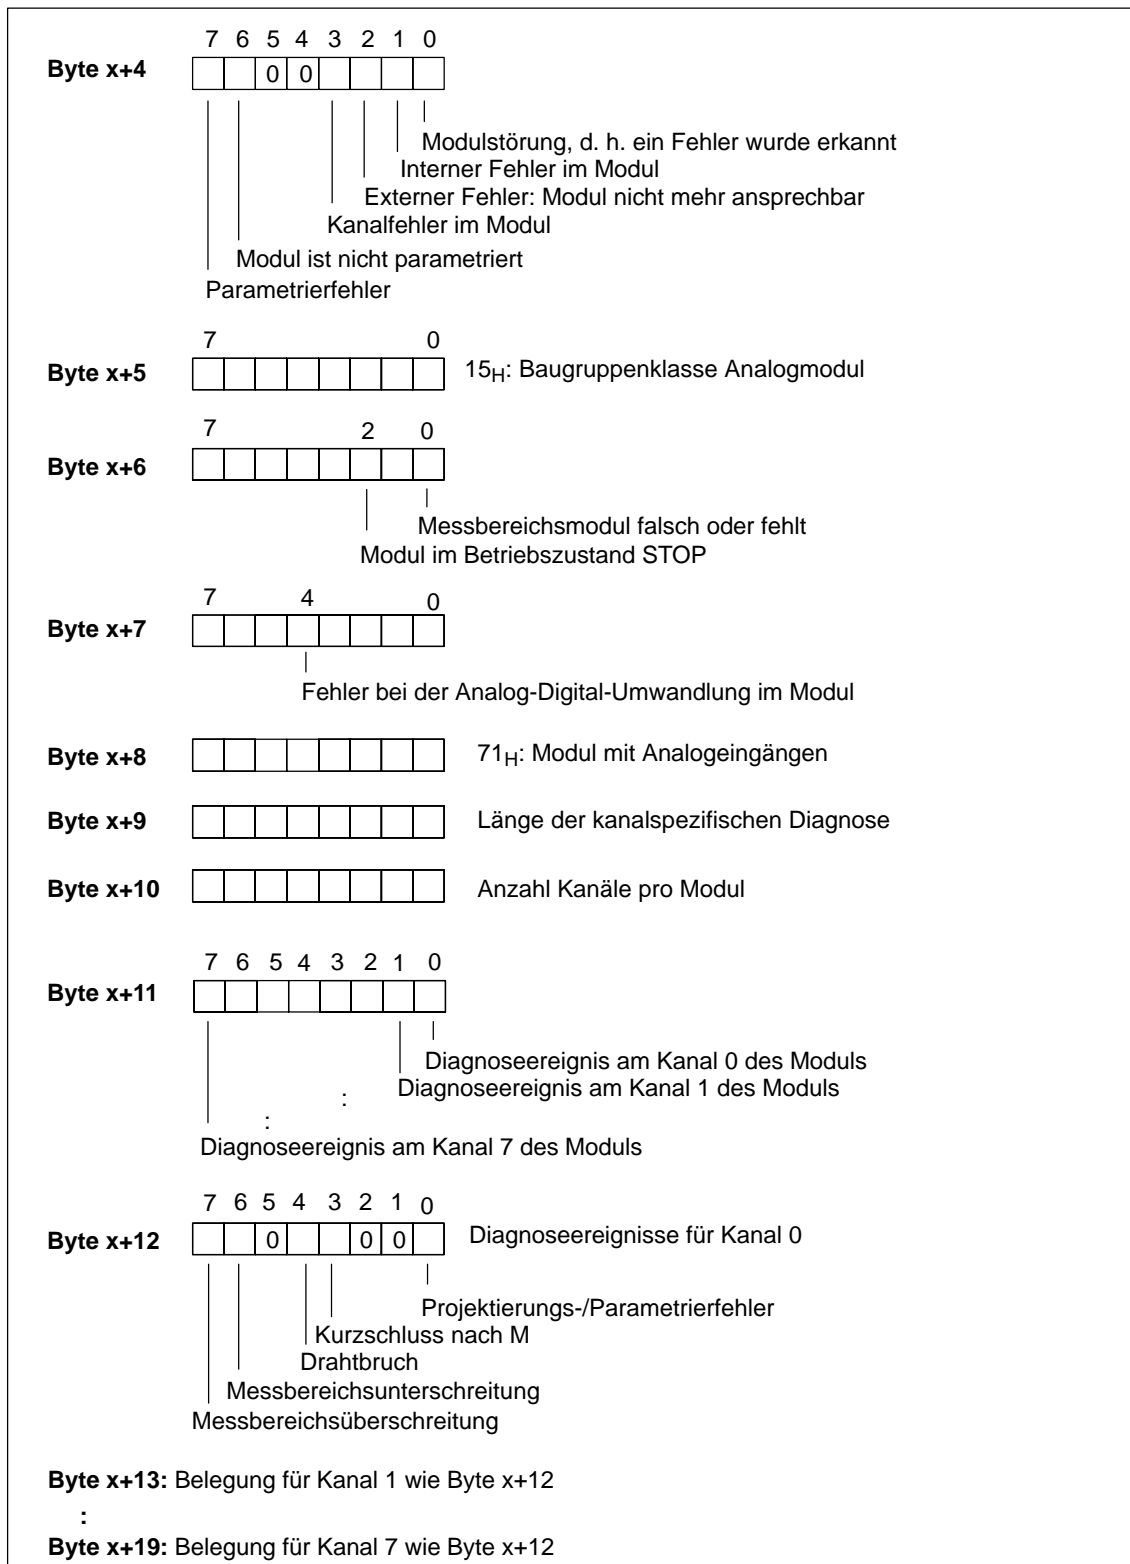 7 6 5 4 3 2 1 0
Byte x+4
0 0
Modulstörung, d. h. ein Fehler wurde erkannt
Interner Fehler im Modul
Externer Fehler: Modul nicht mehr ansprechbar
Kanalfehler im Modul
Modul ist nicht parametriert
Parametrierfehler
7 0
Byte x+5
15H: Baugruppenklasse Analogmodul
7 2 0
Byte x+6
Messbereichsmodul falsch oder fehlt
Modul im Betriebszustand STOP
7 4 0
Byte x+7
Fehler bei der Analog-Digital-Umwandlung im Modul
Byte x+8
71H: Modul mit Analogeingängen
Byte x+9
Länge der kanalspezifischen Diagnose
Byte x+10
Anzahl Kanäle pro Modul
7 6 5 4 3 2 1 0
Byte x+11
Diagnoseereignis am Kanal 0 des Moduls
Diagnoseereignis am Kanal 1 des Moduls
:
:
Diagnoseereignis am Kanal 7 des Moduls
7 6 5 4 3 2 1 0
Byte x+12
0 0 0
Diagnoseereignisse für Kanal 0
Projektierungs-/Parametrierfehler
Kurzschluss nach M
Drahtbruch
Messbereichsunterschreitung
Messbereichsüberschreitung
Byte x+13: Belegung für Kanal 1 wie Byte x+12
:
Byte x+19: Belegung für Kanal 7 wie Byte x+12